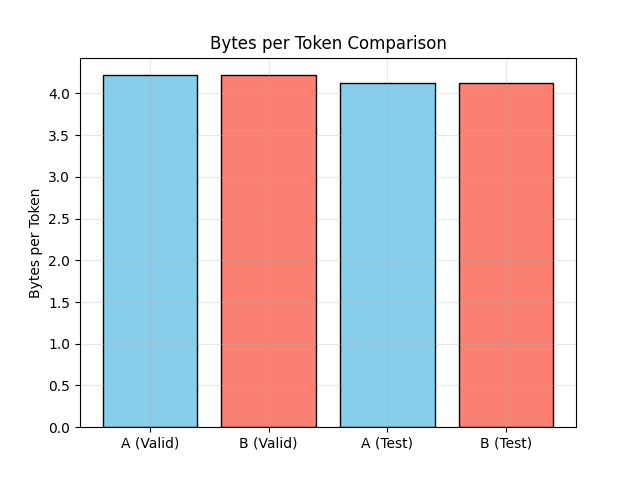 Bytes per Token Comparison
Bytes per Token
4.0
3.5
3.0
2.5
2.0
1.5
1.0
0.5
0.0
A (Valid)
B (Valid)
A (Test)
B (Test)